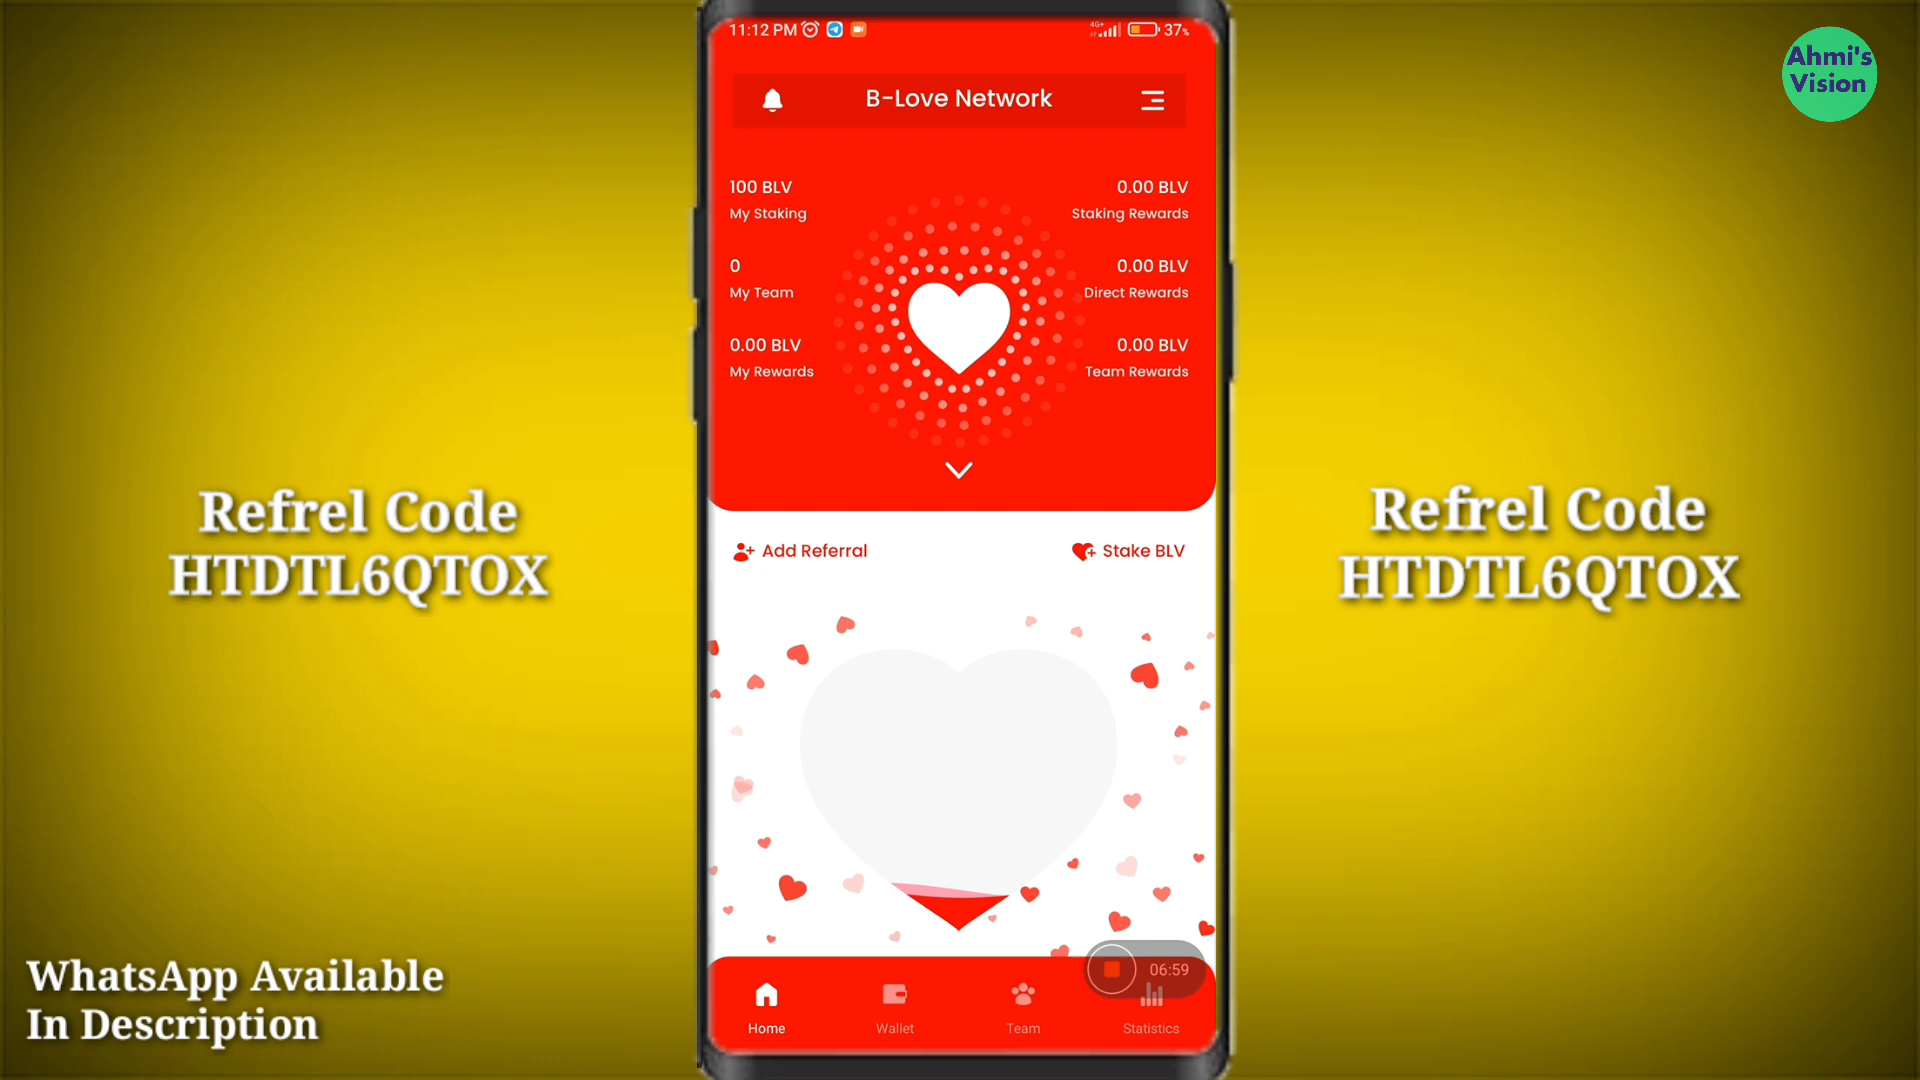 11:12 PM
4G+
37%
Ahmi's
Vision
B-Love Network
100 BLV
My Staking
0.00 BLV
Staking Rewards
0
My Team
0.00 BLV
Direct Rewards
0.00 BLV
My Rewards
0.00 BLV
Team Rewards
Add Referral
Stake BLV
Refrel Code
HTDTL6QTOX
Refrel Code
HTDTL6QTOX
WhatsApp Available
In Description
06:59
Home
Wallet
Team
Statistics